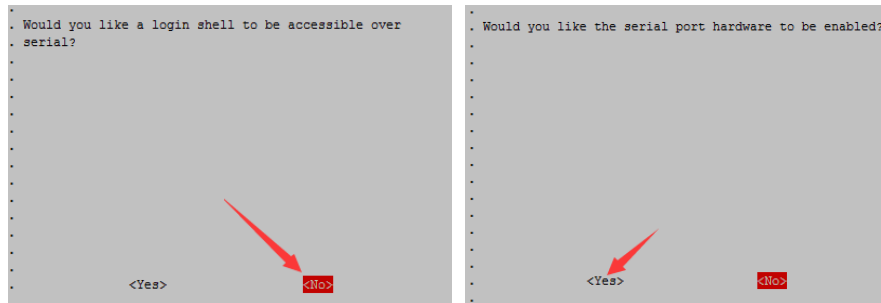 Would you like a login shell to be accessible over
serial?
<Yes>
<No>
Would you like the serial port hardware to be enabled?
<Yes>
<No>